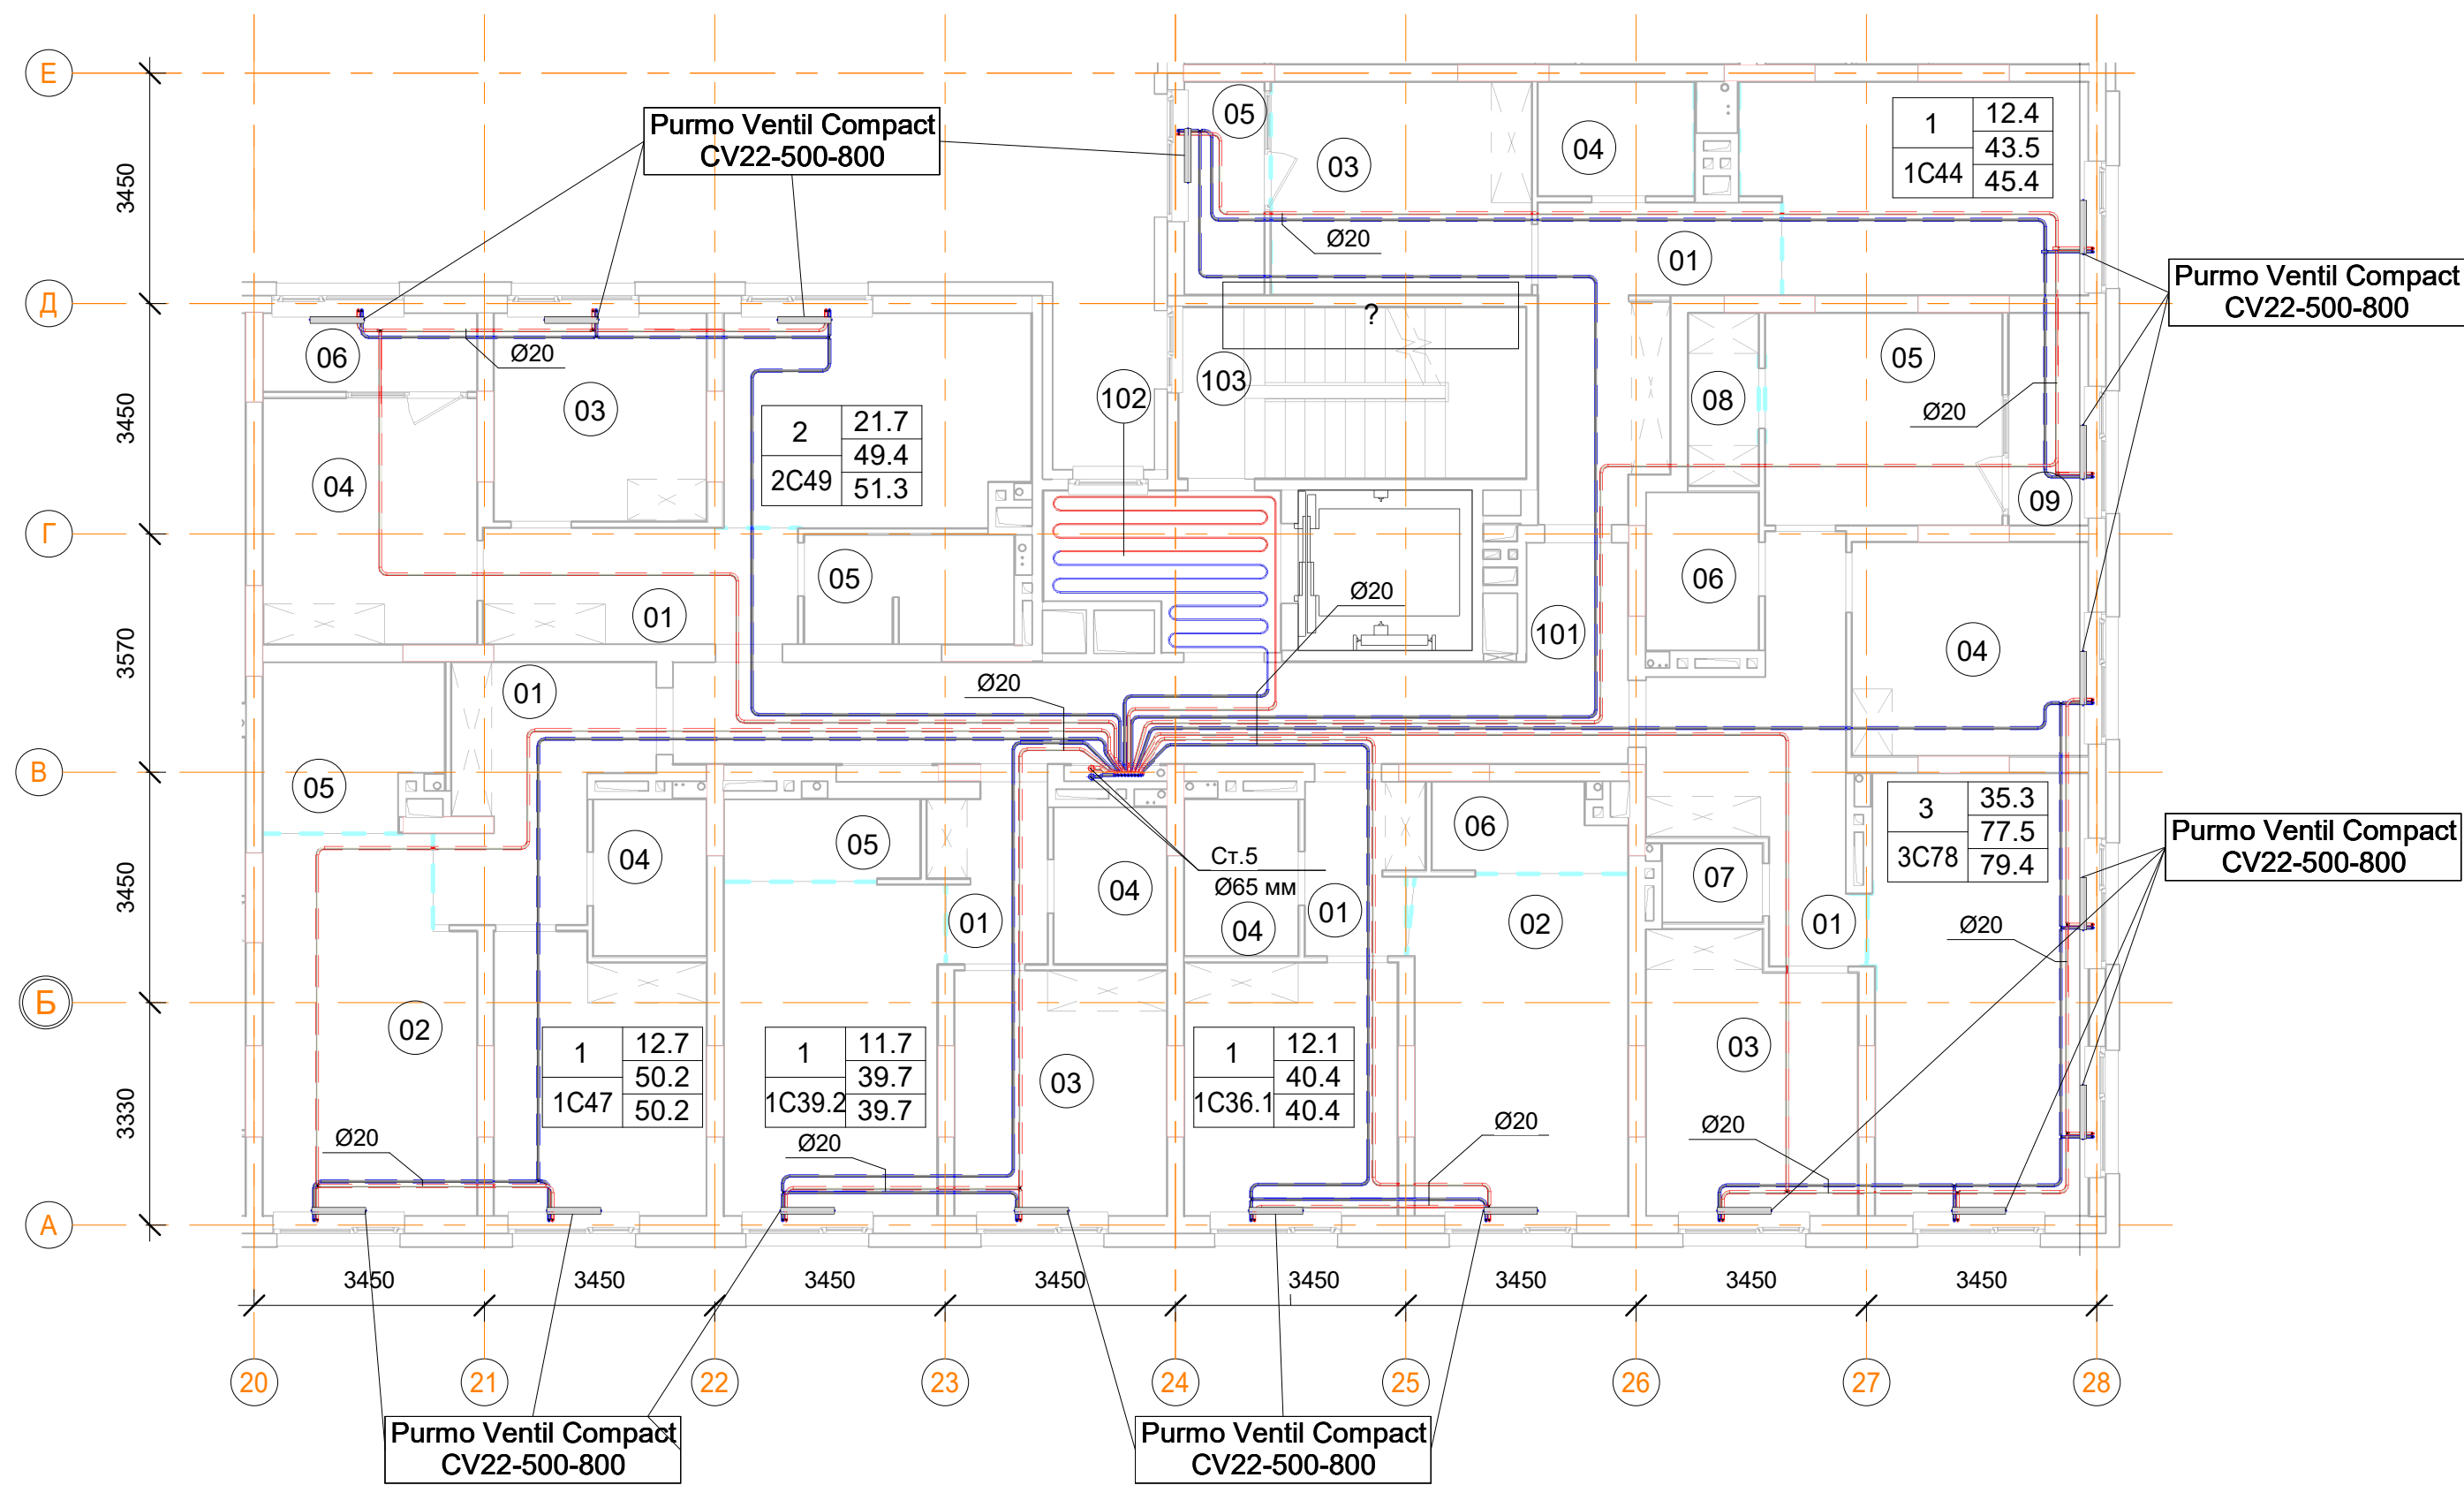 Е
Purmo Ventil Compact
CV22-500-800
05
03
04
1
12.4
43.5
1С44
45.4
3450
Ø20
01
Purmo Ventil Compact
CV22-500-800
Д
?
06
Ø20
03
102
103
08
05
Ø20
3450
2
21.7
49.4
2С49
51.3
04
09
Г
05
Ø20
06
01
101
04
3570
01
Ø20
В
05
04
05
Ст.5
Ø65 мм
06
07
3
35.3
77.5
3С78
79.4
Purmo Ventil Compact
CV22-500-800
3450
01
04
04
01
02
01
Ø20
Б
02
1
12.7
50.2
1С47
50.2
1
11.7
39.7
1С39.2
39.7
03
1
12.1
40.4
1С36.1
40.4
03
3330
Ø20
Ø20
Ø20
Ø20
А
3450
3450
3450
3450
3450
3450
3450
3450
20
21
22
23
24
25
26
27
28
Purmo Ventil Compact
CV22-500-800
Purmo Ventil Compact
CV22-500-800